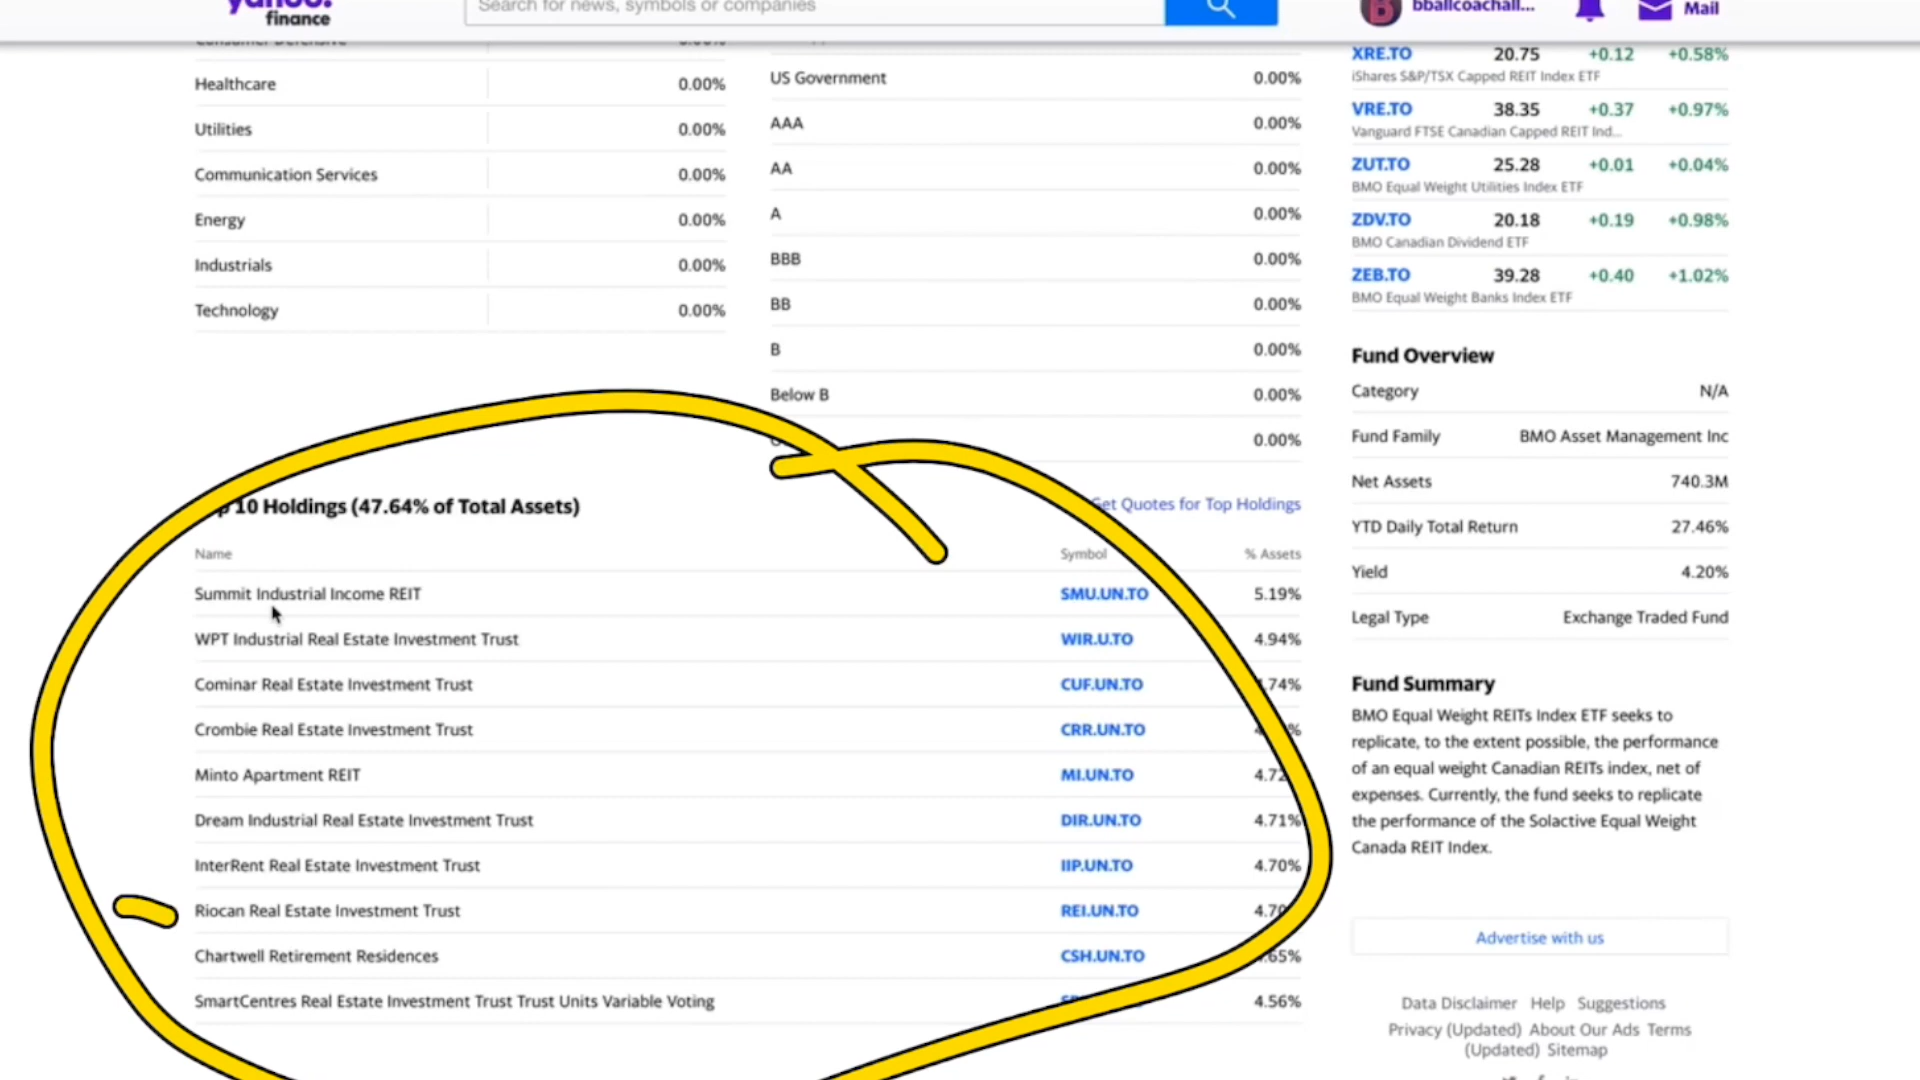 yahoo!
finance
Search for news, symbols or companies
bballcoachall...
Mail
Consumer Defensive 0.00%
Healthcare 0.00%
Utilities 0.00%
Communication Services 0.00%
Energy 0.00%
Industrials 0.00%
Technology 0.00%
US Government 0.00%
AAA 0.00%
AA 0.00%
A 0.00%
BBB 0.00%
BB 0.00%
B 0.00%
Below B 0.00%
0.00%
10 Holdings (47.64% of Total Assets)
Get Quotes for Top Holdings
Name Symbol % Assets
Summit Industrial Income REIT SMU.UN.TO 5.19%
WPT Industrial Real Estate Investment Trust WIR.U.TO 4.94%
Cominar Real Estate Investment Trust CUF.UN.TO .74%
Crombie Real Estate Investment Trust CRR.UN.TO
Minto Apartment REIT MI.UN.TO 4.72
Dream Industrial Real Estate Investment Trust DIR.UN.TO 4.71%
InterRent Real Estate Investment Trust IIP.UN.TO 4.70%
Riocan Real Estate Investment Trust REI.UN.TO 4.70
Chartwell Retirement Residences CSH.UN.TO .65%
SmartCentres Real Estate Investment Trust Trust Units Variable Voting 4.56%
XRE.TO 20.75 +0.12 +0.58%
iShares S&P/TSX Capped REIT Index ETF
VRE.TO 38.35 +0.37 +0.97%
Vanguard FTSE Canadian Capped REIT Ind...
ZUT.TO 25.28 +0.01 +0.04%
BMO Equal Weight Utilities Index ETF
ZDV.TO 20.18 +0.19 +0.98%
BMO Canadian Dividend ETF
ZEB.TO 39.28 +0.40 +1.02%
BMO Equal Weight Banks Index ETF
Fund Overview
Category N/A
Fund Family BMO Asset Management Inc
Net Assets 740.3M
YTD Daily Total Return 27.46%
Yield 4.20%
Legal Type Exchange Traded Fund
Fund Summary
BMO Equal Weight REITs Index ETF seeks to
replicate, to the extent possible, the performance
of an equal weight Canadian REITs index, net of
expenses. Currently, the fund seeks to replicate
the performance of the Solactive Equal Weight
Canada REIT Index.
Advertise with us
Data Disclaimer Help Suggestions
Privacy (Updated) About Our Ads Terms
(Updated) Sitemap